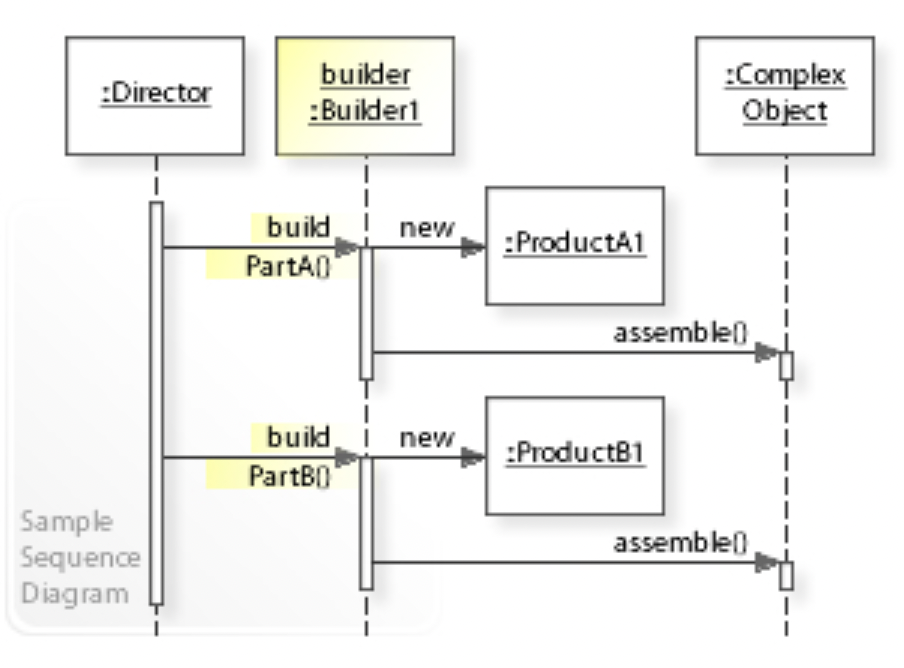 :Director
builder
:Builder1
:Complex
Object
build
PartA()
new
:ProductA1
assemble()
build
PartB()
new
:ProductB1
assemble()
Sample
Sequence
Diagram